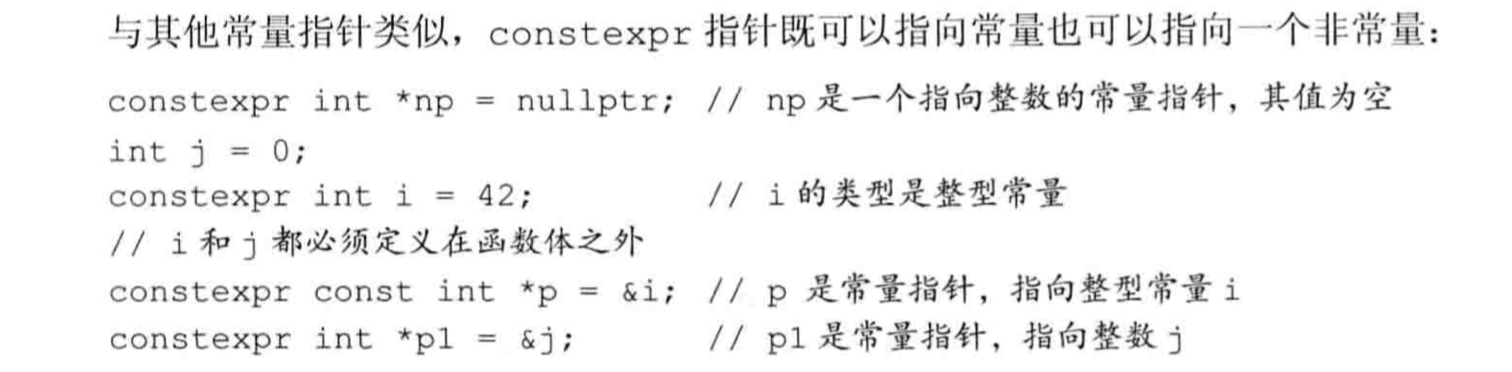 与其他常量指针类似，constexpr 指针既可以指向常量也可以指向一个非常量：
constexpr int *np = nullptr; // np 是一个指向整数的常量指针，其值为空
int j = 0;
constexpr int i = 42; // i 的类型是整型常量
// i 和 j 都必须定义在函数体之外
constexpr const int *p = &i; // p 是常量指针，指向整型常量 i
constexpr int *p1 = &j; // p1 是常量指针，指向整数 j